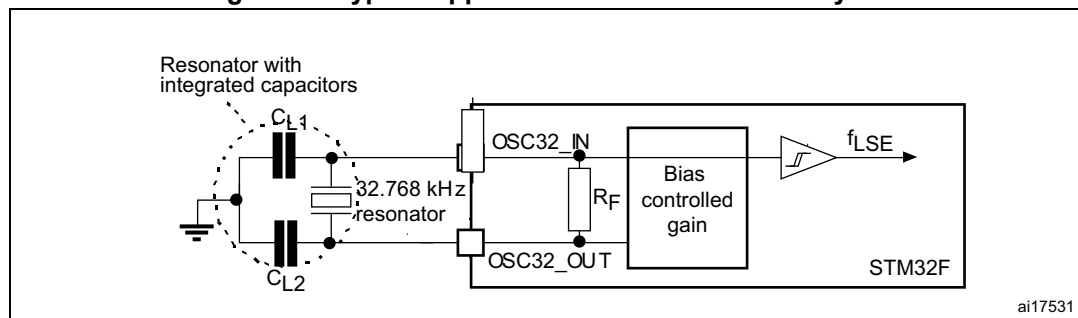 Resonator with
integrated capacitors
CL1
OSC32_IN
fLSE
32.768 kHz
resonator
RF
Bias
controlled
gain
OSC32_OUT
STM32F
CL2
ai17531